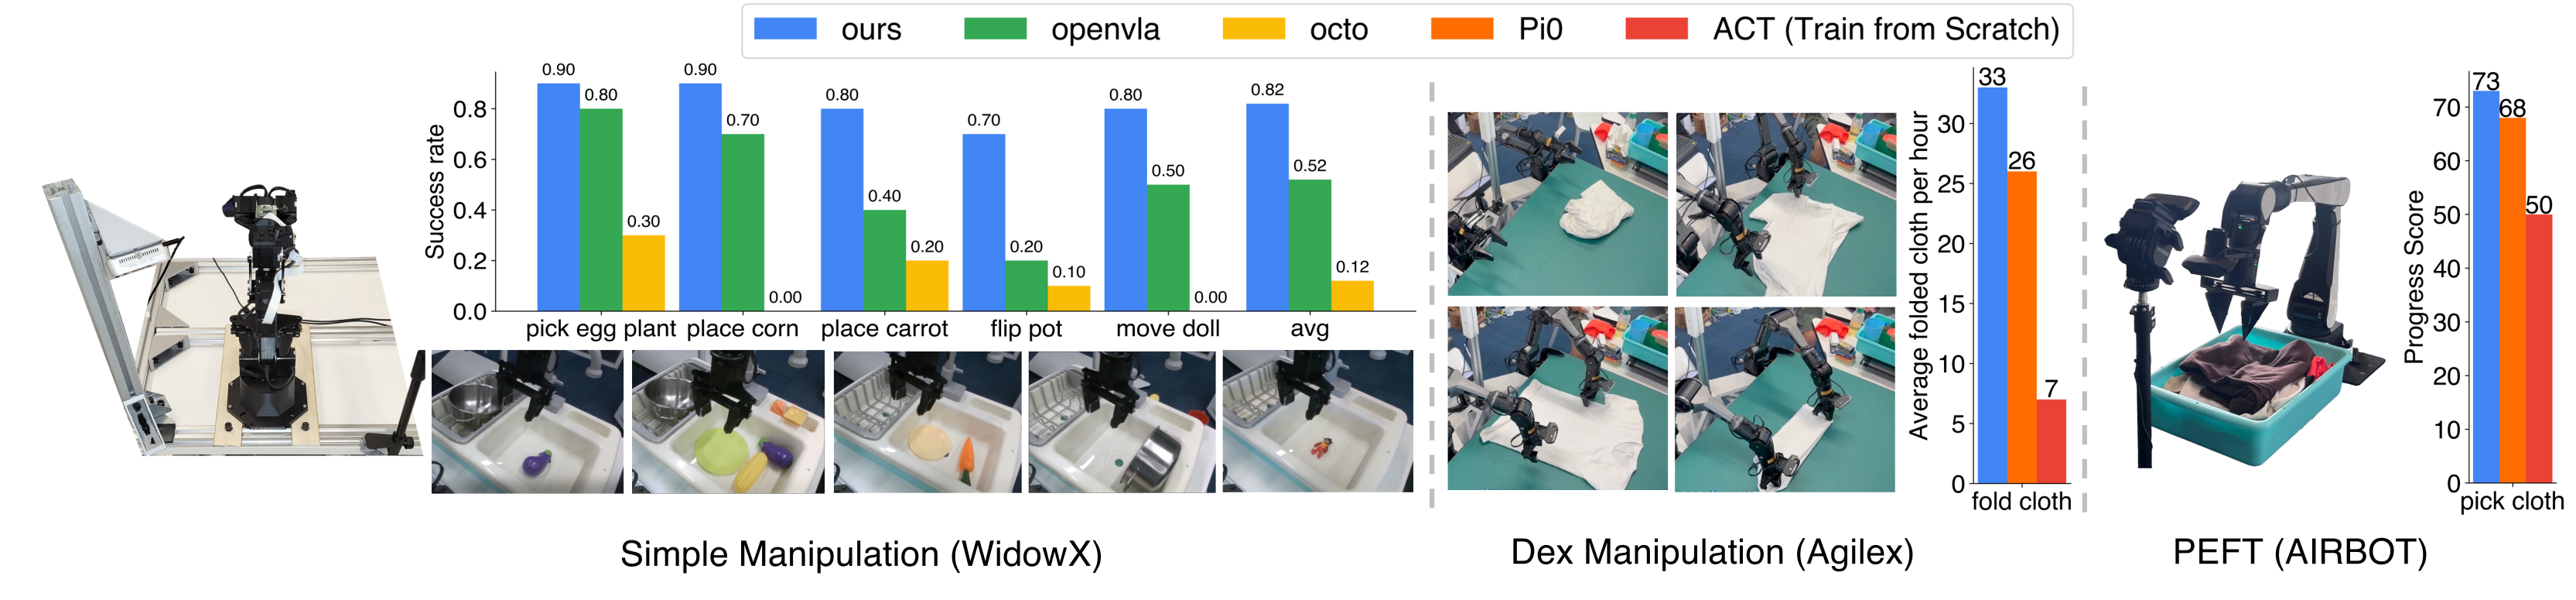 ours openvla octo Pi0 ACT (Train from Scratch)
Success rate
0.8
0.6
0.4
0.2
0.0
0.90 0.80 0.30
0.90 0.70 0.00
0.80 0.40 0.20
0.70 0.20 0.10
0.80 0.50 0.00
0.82 0.52 0.12
pick egg plant place corn place carrot flip pot move doll avg
Simple Manipulation (WidowX)
Average folded cloth per hour
30
25
20
15
10
5
0
33 26 7
fold cloth
Dex Manipulation (Agilex)
Progress Score
70
60
50
40
30
20
10
0
73 68 50
pick cloth
PEFT (AIRBOT)